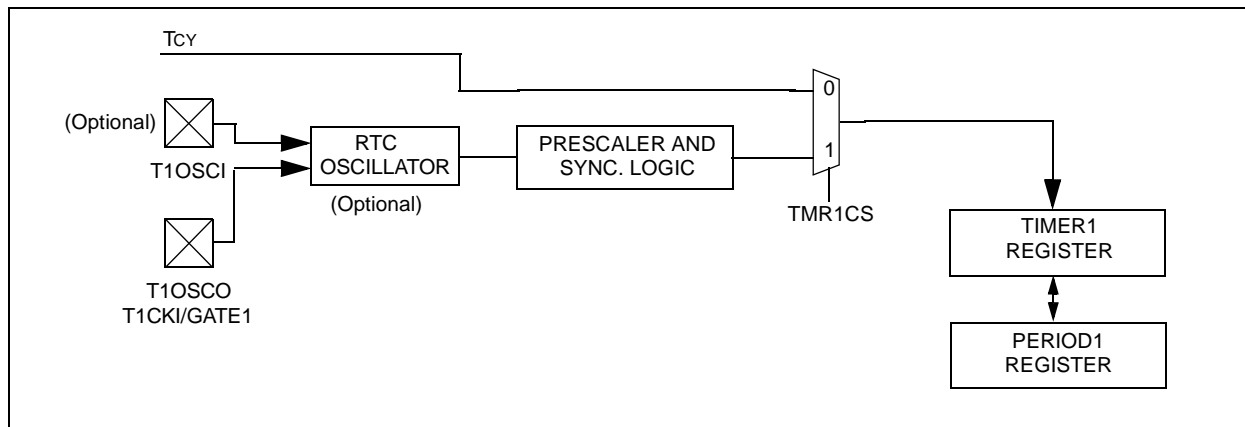 TCY
0
(Optional)
T1OSCI
RTC
OSCILLATOR
(Optional)
PRESCALER AND
SYNC. LOGIC
1
TMR1CS
T1OSCO
T1CKI/GATE1
TIMER1
REGISTER
PERIOD1
REGISTER